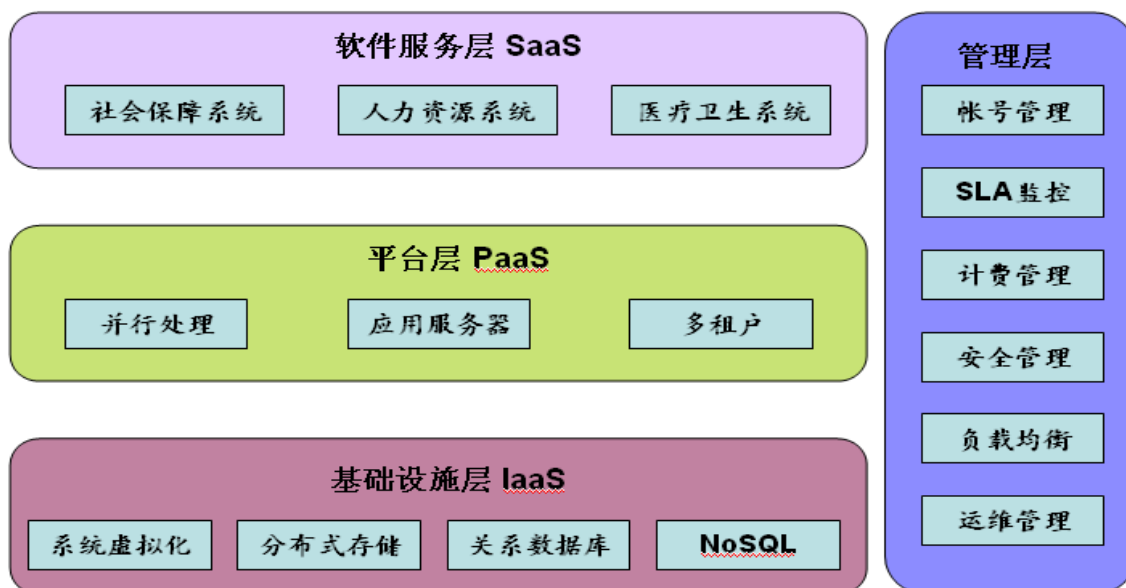 软件服务层 SaaS
社会保障系统
人力资源系统
医疗卫生系统
平台层 PaaS
并行处理
应用服务器
多租户
基础设施层 IaaS
系统虚拟化
分布式存储
关系数据库
NoSQL
管理层
帐号管理
SLA监控
计费管理
安全管理
负载均衡
运维管理